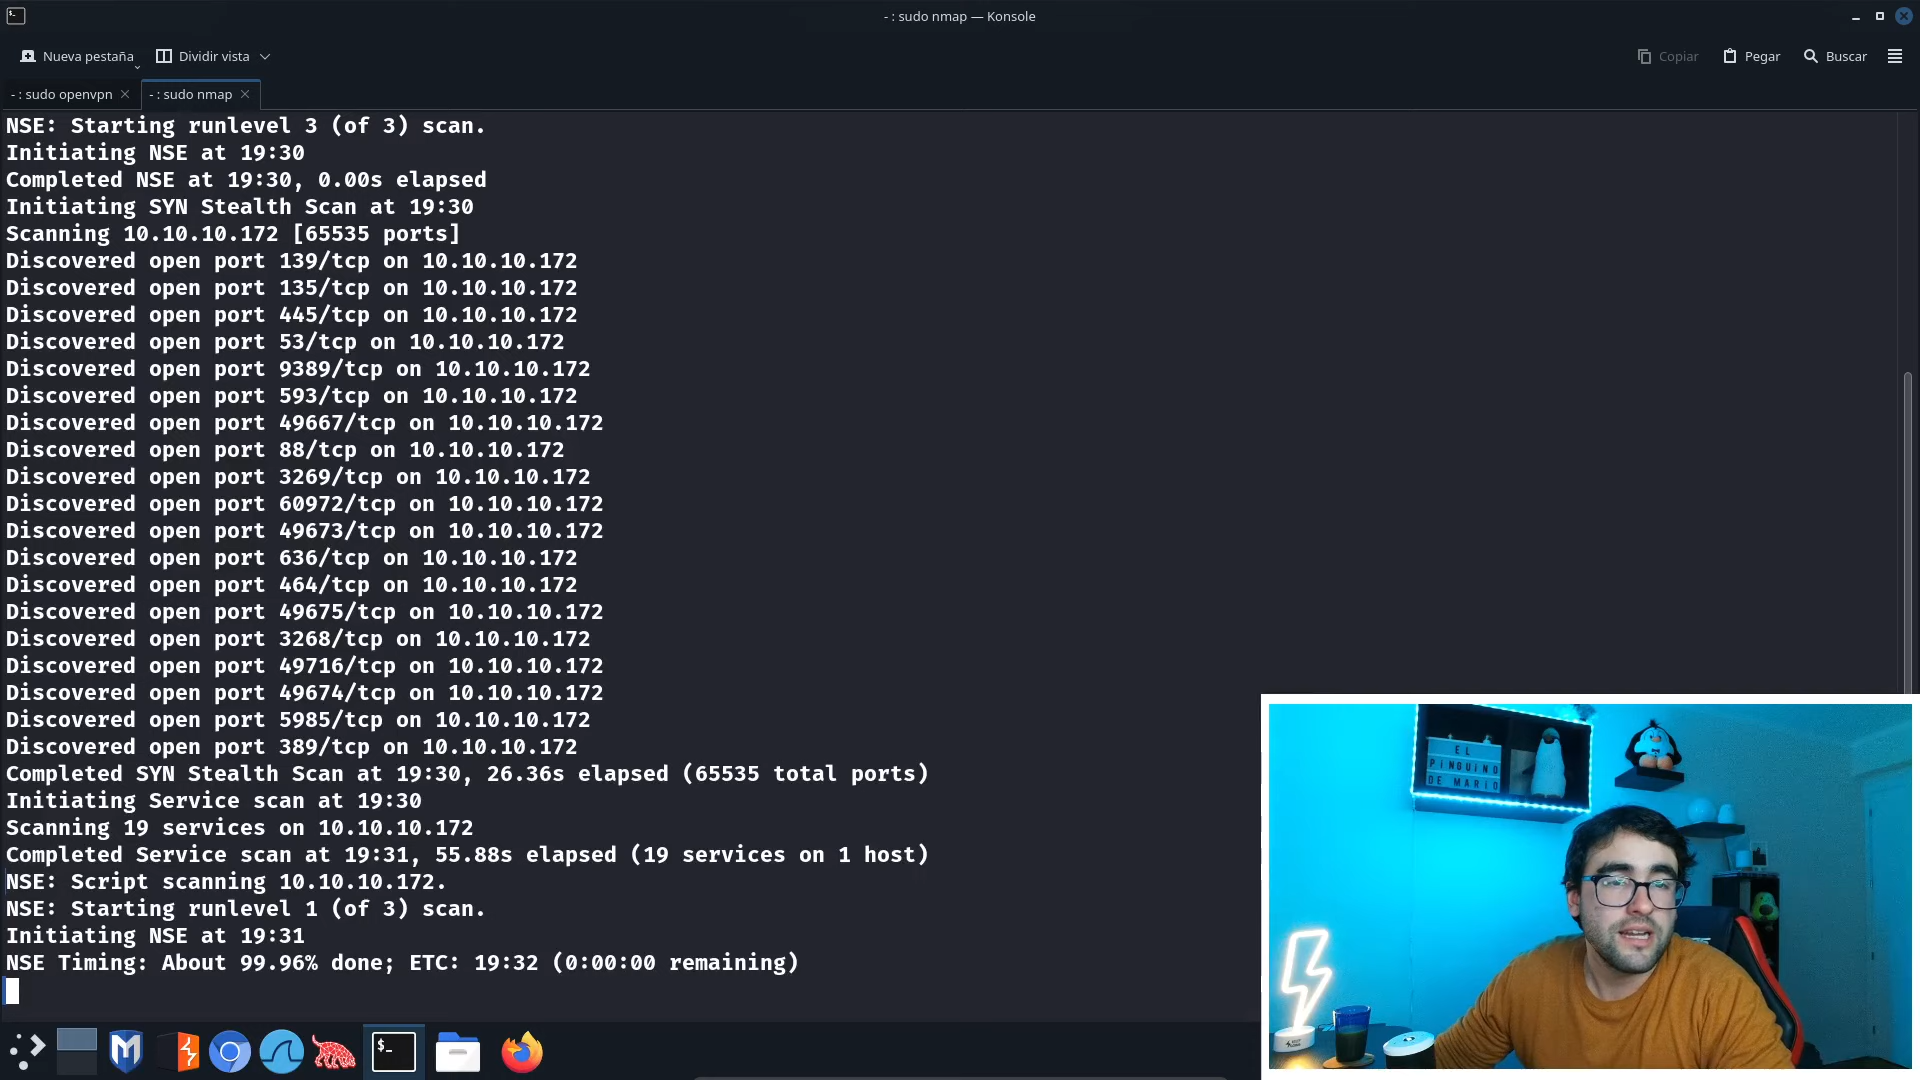 - : sudo nmap — Konsole
Nueva pestaña
Dividir vista
Copiar
Pegar
Buscar
- : sudo openvpn
- : sudo nmap
NSE: Starting runlevel 3 (of 3) scan.
Initiating NSE at 19:30
Completed NSE at 19:30, 0.00s elapsed
Initiating SYN Stealth Scan at 19:30
Scanning 10.10.10.172 [65535 ports]
Discovered open port 139/tcp on 10.10.10.172
Discovered open port 135/tcp on 10.10.10.172
Discovered open port 445/tcp on 10.10.10.172
Discovered open port 53/tcp on 10.10.10.172
Discovered open port 9389/tcp on 10.10.10.172
Discovered open port 593/tcp on 10.10.10.172
Discovered open port 49667/tcp on 10.10.10.172
Discovered open port 88/tcp on 10.10.10.172
Discovered open port 3269/tcp on 10.10.10.172
Discovered open port 60972/tcp on 10.10.10.172
Discovered open port 49673/tcp on 10.10.10.172
Discovered open port 636/tcp on 10.10.10.172
Discovered open port 464/tcp on 10.10.10.172
Discovered open port 49675/tcp on 10.10.10.172
Discovered open port 3268/tcp on 10.10.10.172
Discovered open port 49716/tcp on 10.10.10.172
Discovered open port 49674/tcp on 10.10.10.172
Discovered open port 5985/tcp on 10.10.10.172
Discovered open port 389/tcp on 10.10.10.172
Completed SYN Stealth Scan at 19:30, 26.36s elapsed (65535 total ports)
Initiating Service scan at 19:30
Scanning 19 services on 10.10.10.172
Completed Service scan at 19:31, 55.88s elapsed (19 services on 1 host)
NSE: Script scanning 10.10.10.172.
NSE: Starting runlevel 1 (of 3) scan.
Initiating NSE at 19:31
NSE Timing: About 99.96% done; ETC: 19:32 (0:00:00 remaining)
EL
PINGUINO
DE MARIO
M
$_